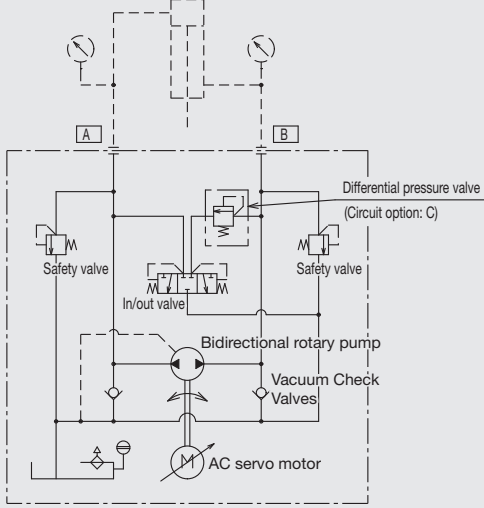 A
B
Differential pressure valve
(Circuit option: C)
Safety valve
Safety valve
In/out valve
Bidirectional rotary pump
Vacuum Check
Valves
M
AC servo motor